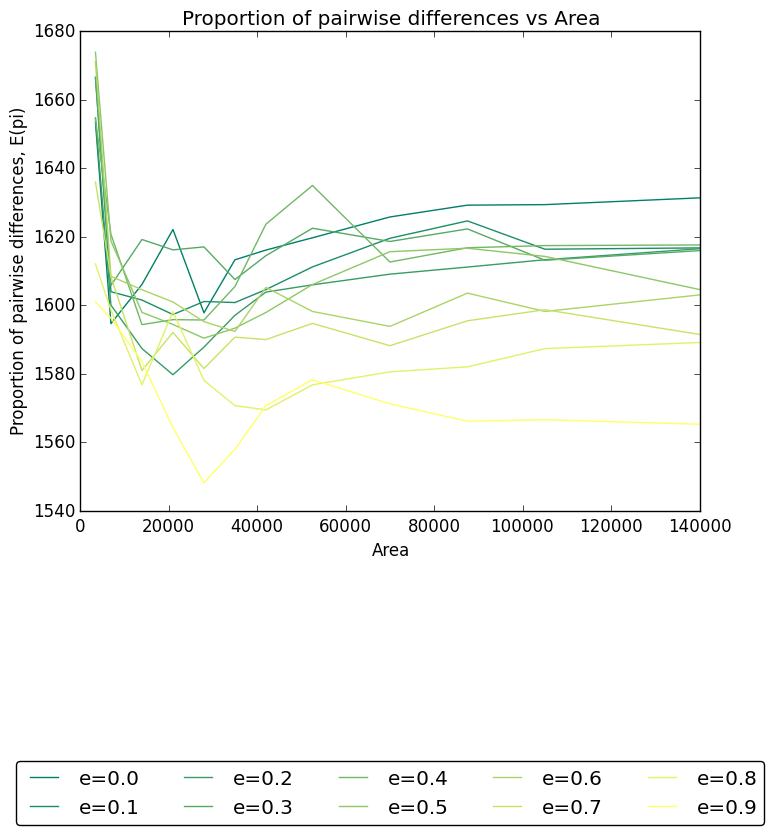 Proportion of pairwise differences vs Area
Proportion of pairwise differences, E(pi)
1680
1660
1640
1620
1600
1580
1560
1540
0 20000 40000 60000 80000 100000 120000 140000
Area
e=0.0 e=0.2 e=0.4 e=0.6 e=0.8
e=0.1 e=0.3 e=0.5 e=0.7 e=0.9